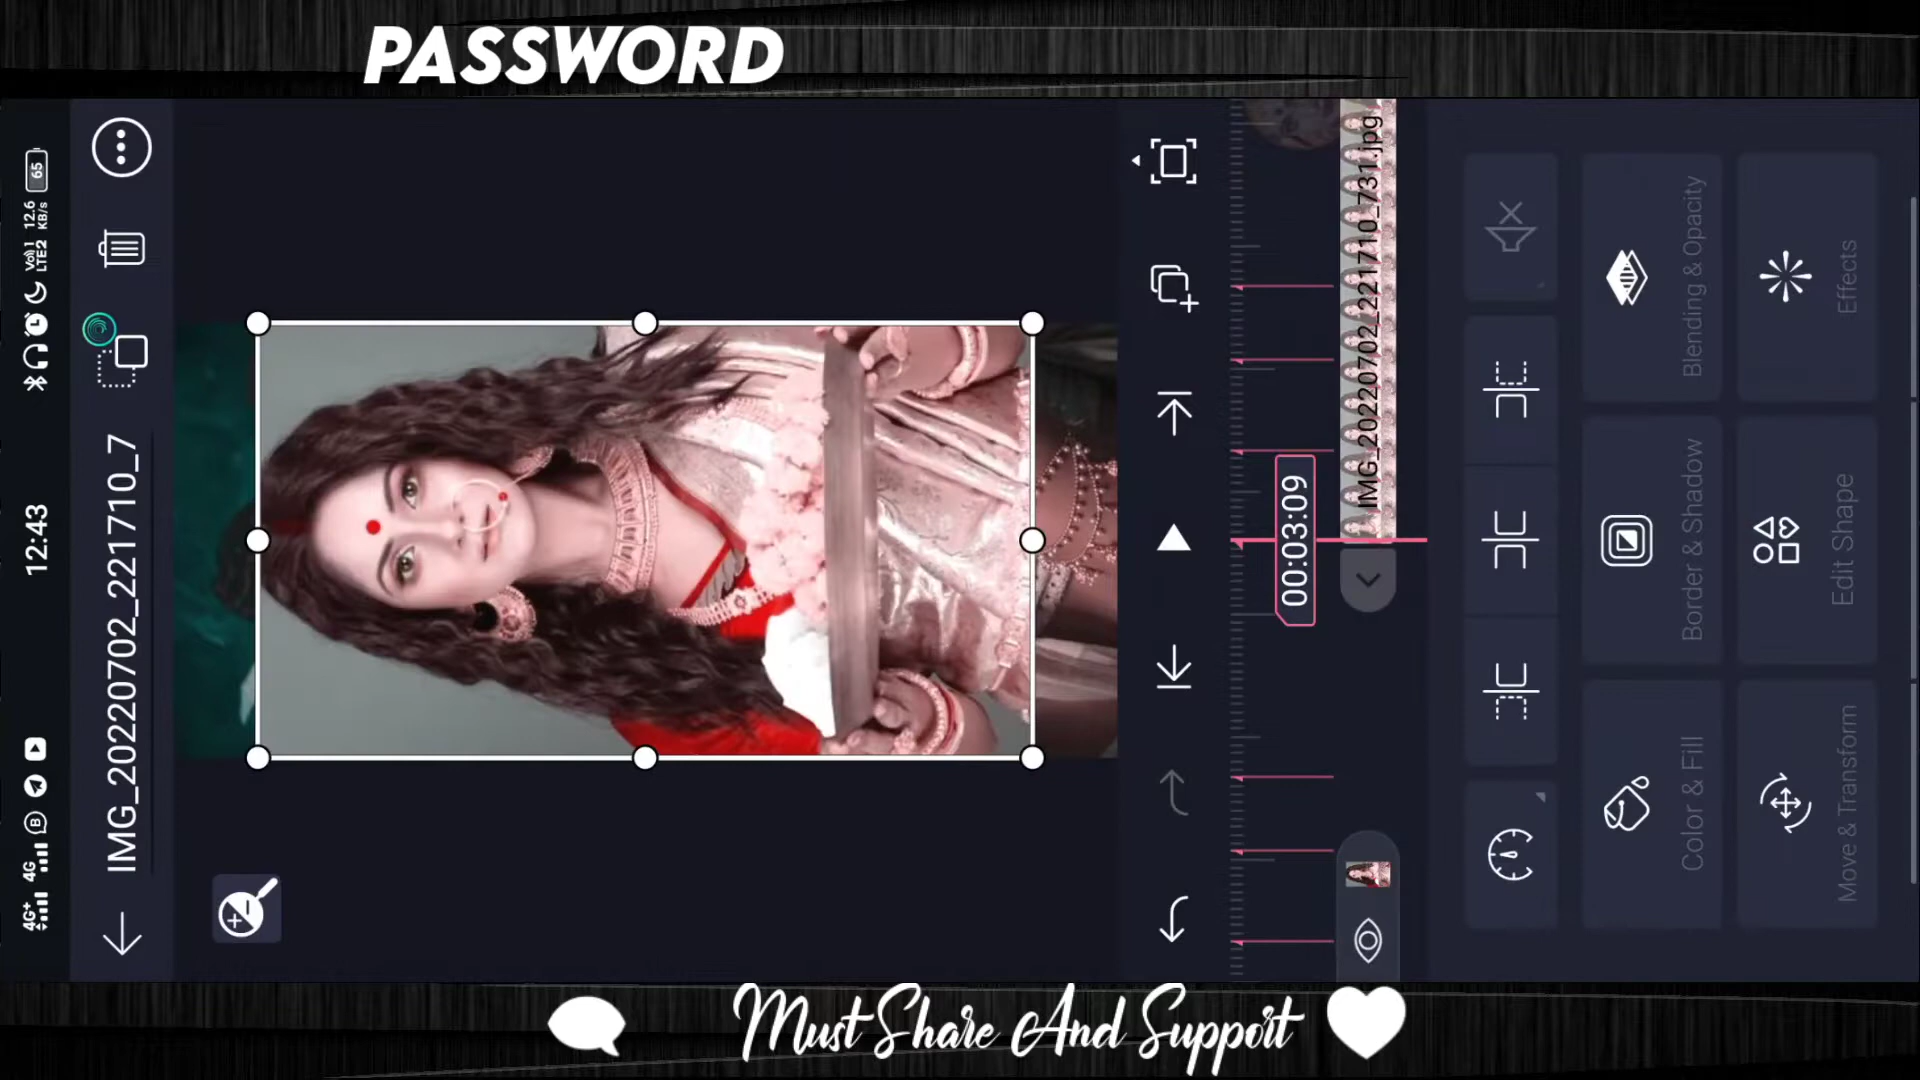 PASSWORD
4G+ 4G 12:43 Vo)) 1 LTE2 12.6 KB/s 65
IMG_20220702_221710_7
00:03:09
IMG_20220702_221710_731.jpg
Color & Fill
Border & Shadow
Blending & Opacity
Move & Transform
Edit Shape
Effects
Must Share And Support